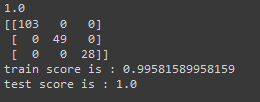 1.0
[[103   0   0]
 [  0  49   0]
 [  0   0  28]]
train score is : 0.99581589958159
test score is : 1.0